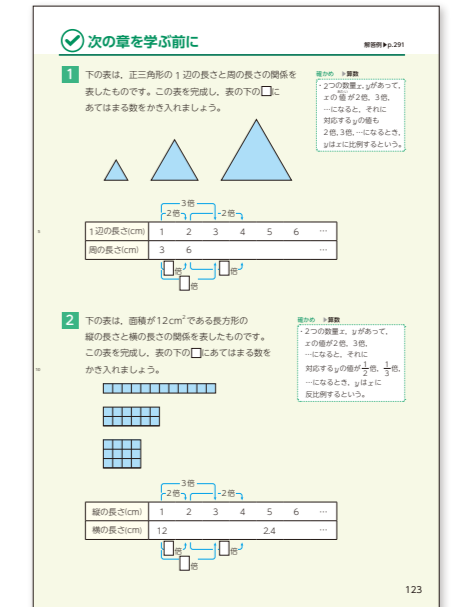 次の章を学ぶ前に
解答例▶p.291
1 下の表は，正三角形の1辺の長さと周の長さの関係を
表したものです。この表を完成し，表の下の□に
あてはまる数をかき入れましょう。
確かめ ▶算数
・2つの数量x，yがあって，
xの値が2倍，3倍，
…になると，それに
対応するyの値も
2倍，3倍，…になるとき，
yはxに比例するという。
3倍
2倍 2倍
1辺の長さ(cm) 1 2 3 4 5 6 …
周の長さ(cm) 3 6 …
□倍 □倍
□倍
2 下の表は，面積が12cm²である長方形の
縦の長さと横の長さの関係を表したものです。
この表を完成し，表の下の□にあてはまる数を
かき入れましょう。
確かめ ▶算数
・2つの数量x，yがあって，
xの値が2倍，3倍，
…になると，それに
対応するyの値が1/2倍，1/3倍，
…になるとき，yはxに
反比例するという。
3倍
2倍 2倍
縦の長さ(cm) 1 2 3 4 5 6 …
横の長さ(cm) 12 2.4 …
□倍 □倍
□倍
123